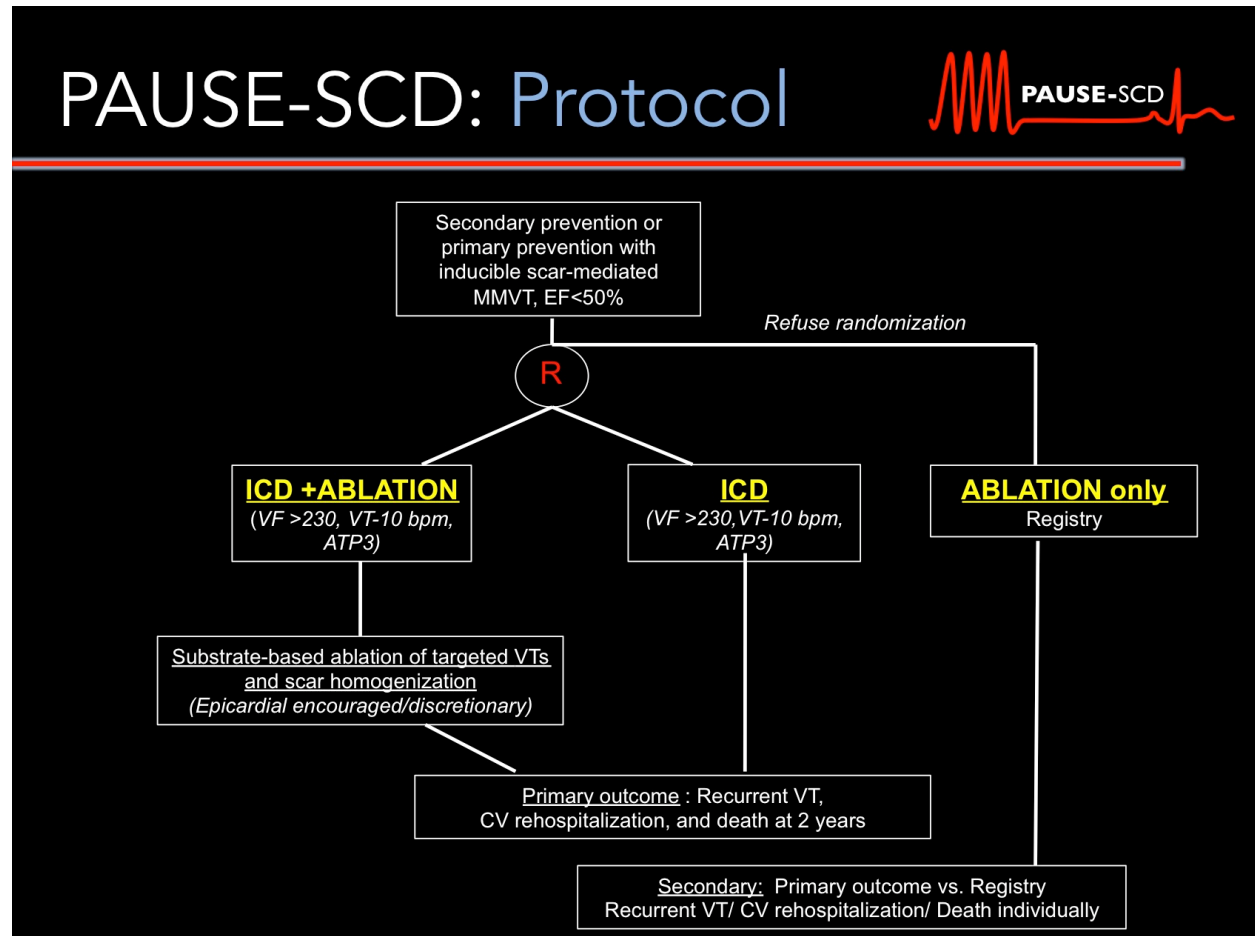 PAUSE-SCD: Protocol
PAUSE-SCD
Secondary prevention or
primary prevention with
inducible scar-mediated
MMVT, EF<50%
Refuse randomization
R
ICD +ABLATION
(VF >230, VT-10 bpm,
ATP3)
ICD
(VF >230,VT-10 bpm,
ATP3)
ABLATION only
Registry
Substrate-based ablation of targeted VTs
and scar homogenization
(Epicardial encouraged/discretionary)
Primary outcome : Recurrent VT,
CV rehospitalization, and death at 2 years
Secondary: Primary outcome vs. Registry
Recurrent VT/ CV rehospitalization/ Death individually